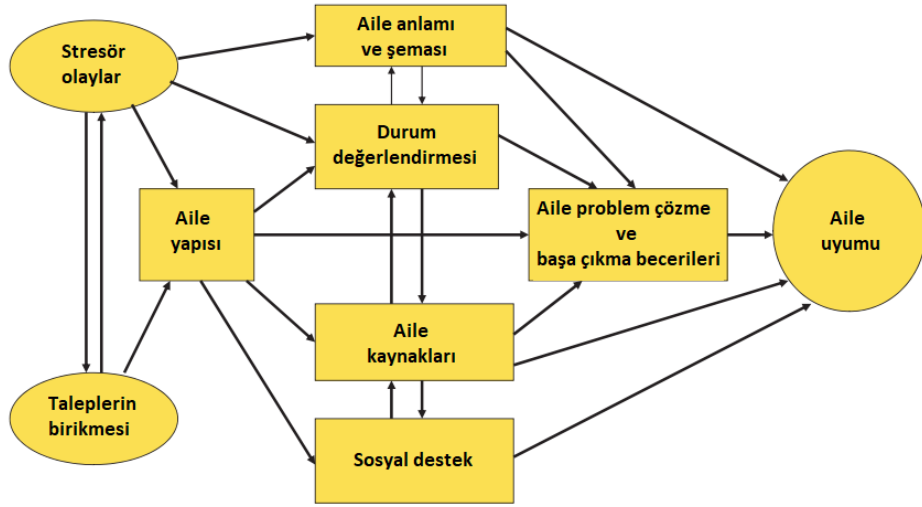 Stresör
olaylar
Aile anlamı
ve şeması
Durum
değerlendirmesi
Aile
yapısı
Aile problem çözme
ve
başa çıkma becerileri
Aile
uyumu
Aile
kaynakları
Taleplerin
birikmesi
Sosyal destek